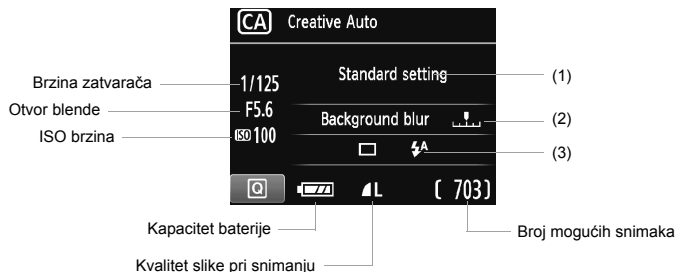 CA Creative Auto
Brzina zatvarača 1/125 Standard setting (1)
Otvor blende F5.6 Background blur (2)
ISO brzina ISO 100
A (3)
Q L [ 703]
Kapacitet baterije
Broj mogućih snimaka
Kvalitet slike pri snimanju